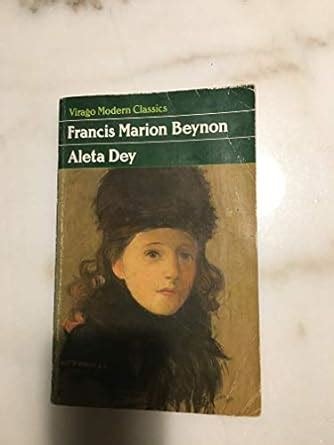 Virago Modern Classics
Francis Marion Beynon
Aleta Dey